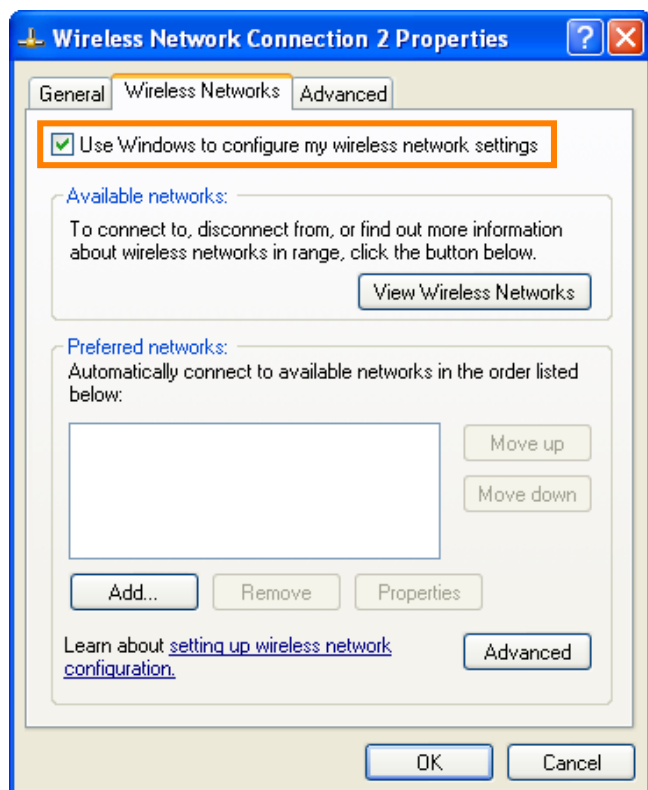 Wireless Network Connection 2 Properties
General Wireless Networks Advanced
Use Windows to configure my wireless network settings
Available networks:
To connect to, disconnect from, or find out more information
about wireless networks in range, click the button below.
View Wireless Networks
Preferred networks:
Automatically connect to available networks in the order listed
below:
Move up
Move down
Add... Remove Properties
Learn about setting up wireless network
configuration.
Advanced
OK Cancel